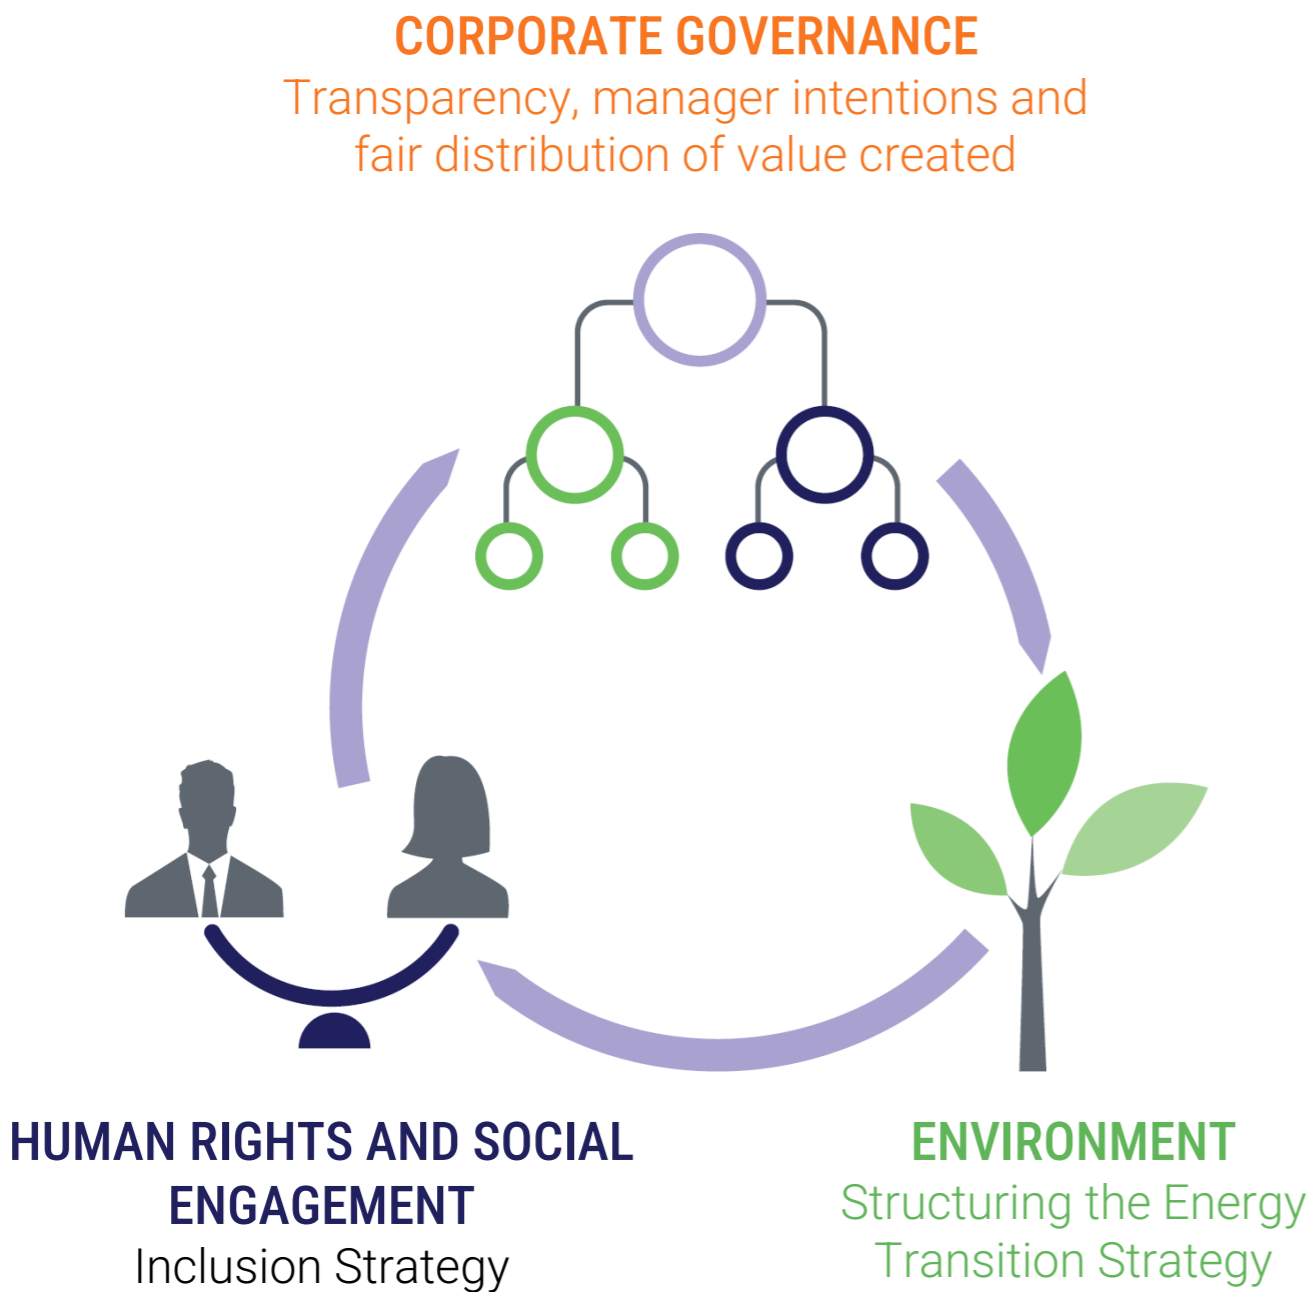 CORPORATE GOVERNANCE
Transparency, manager intentions and
fair distribution of value created
HUMAN RIGHTS AND SOCIAL
ENGAGEMENT
Inclusion Strategy
ENVIRONMENT
Structuring the Energy
Transition Strategy